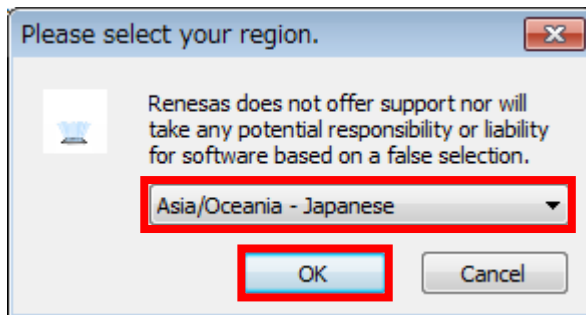 Please select your region.
Renesas does not offer support nor will
take any potential responsibility or liability
for software based on a false selection.
Asia/Oceania - Japanese
OK
Cancel